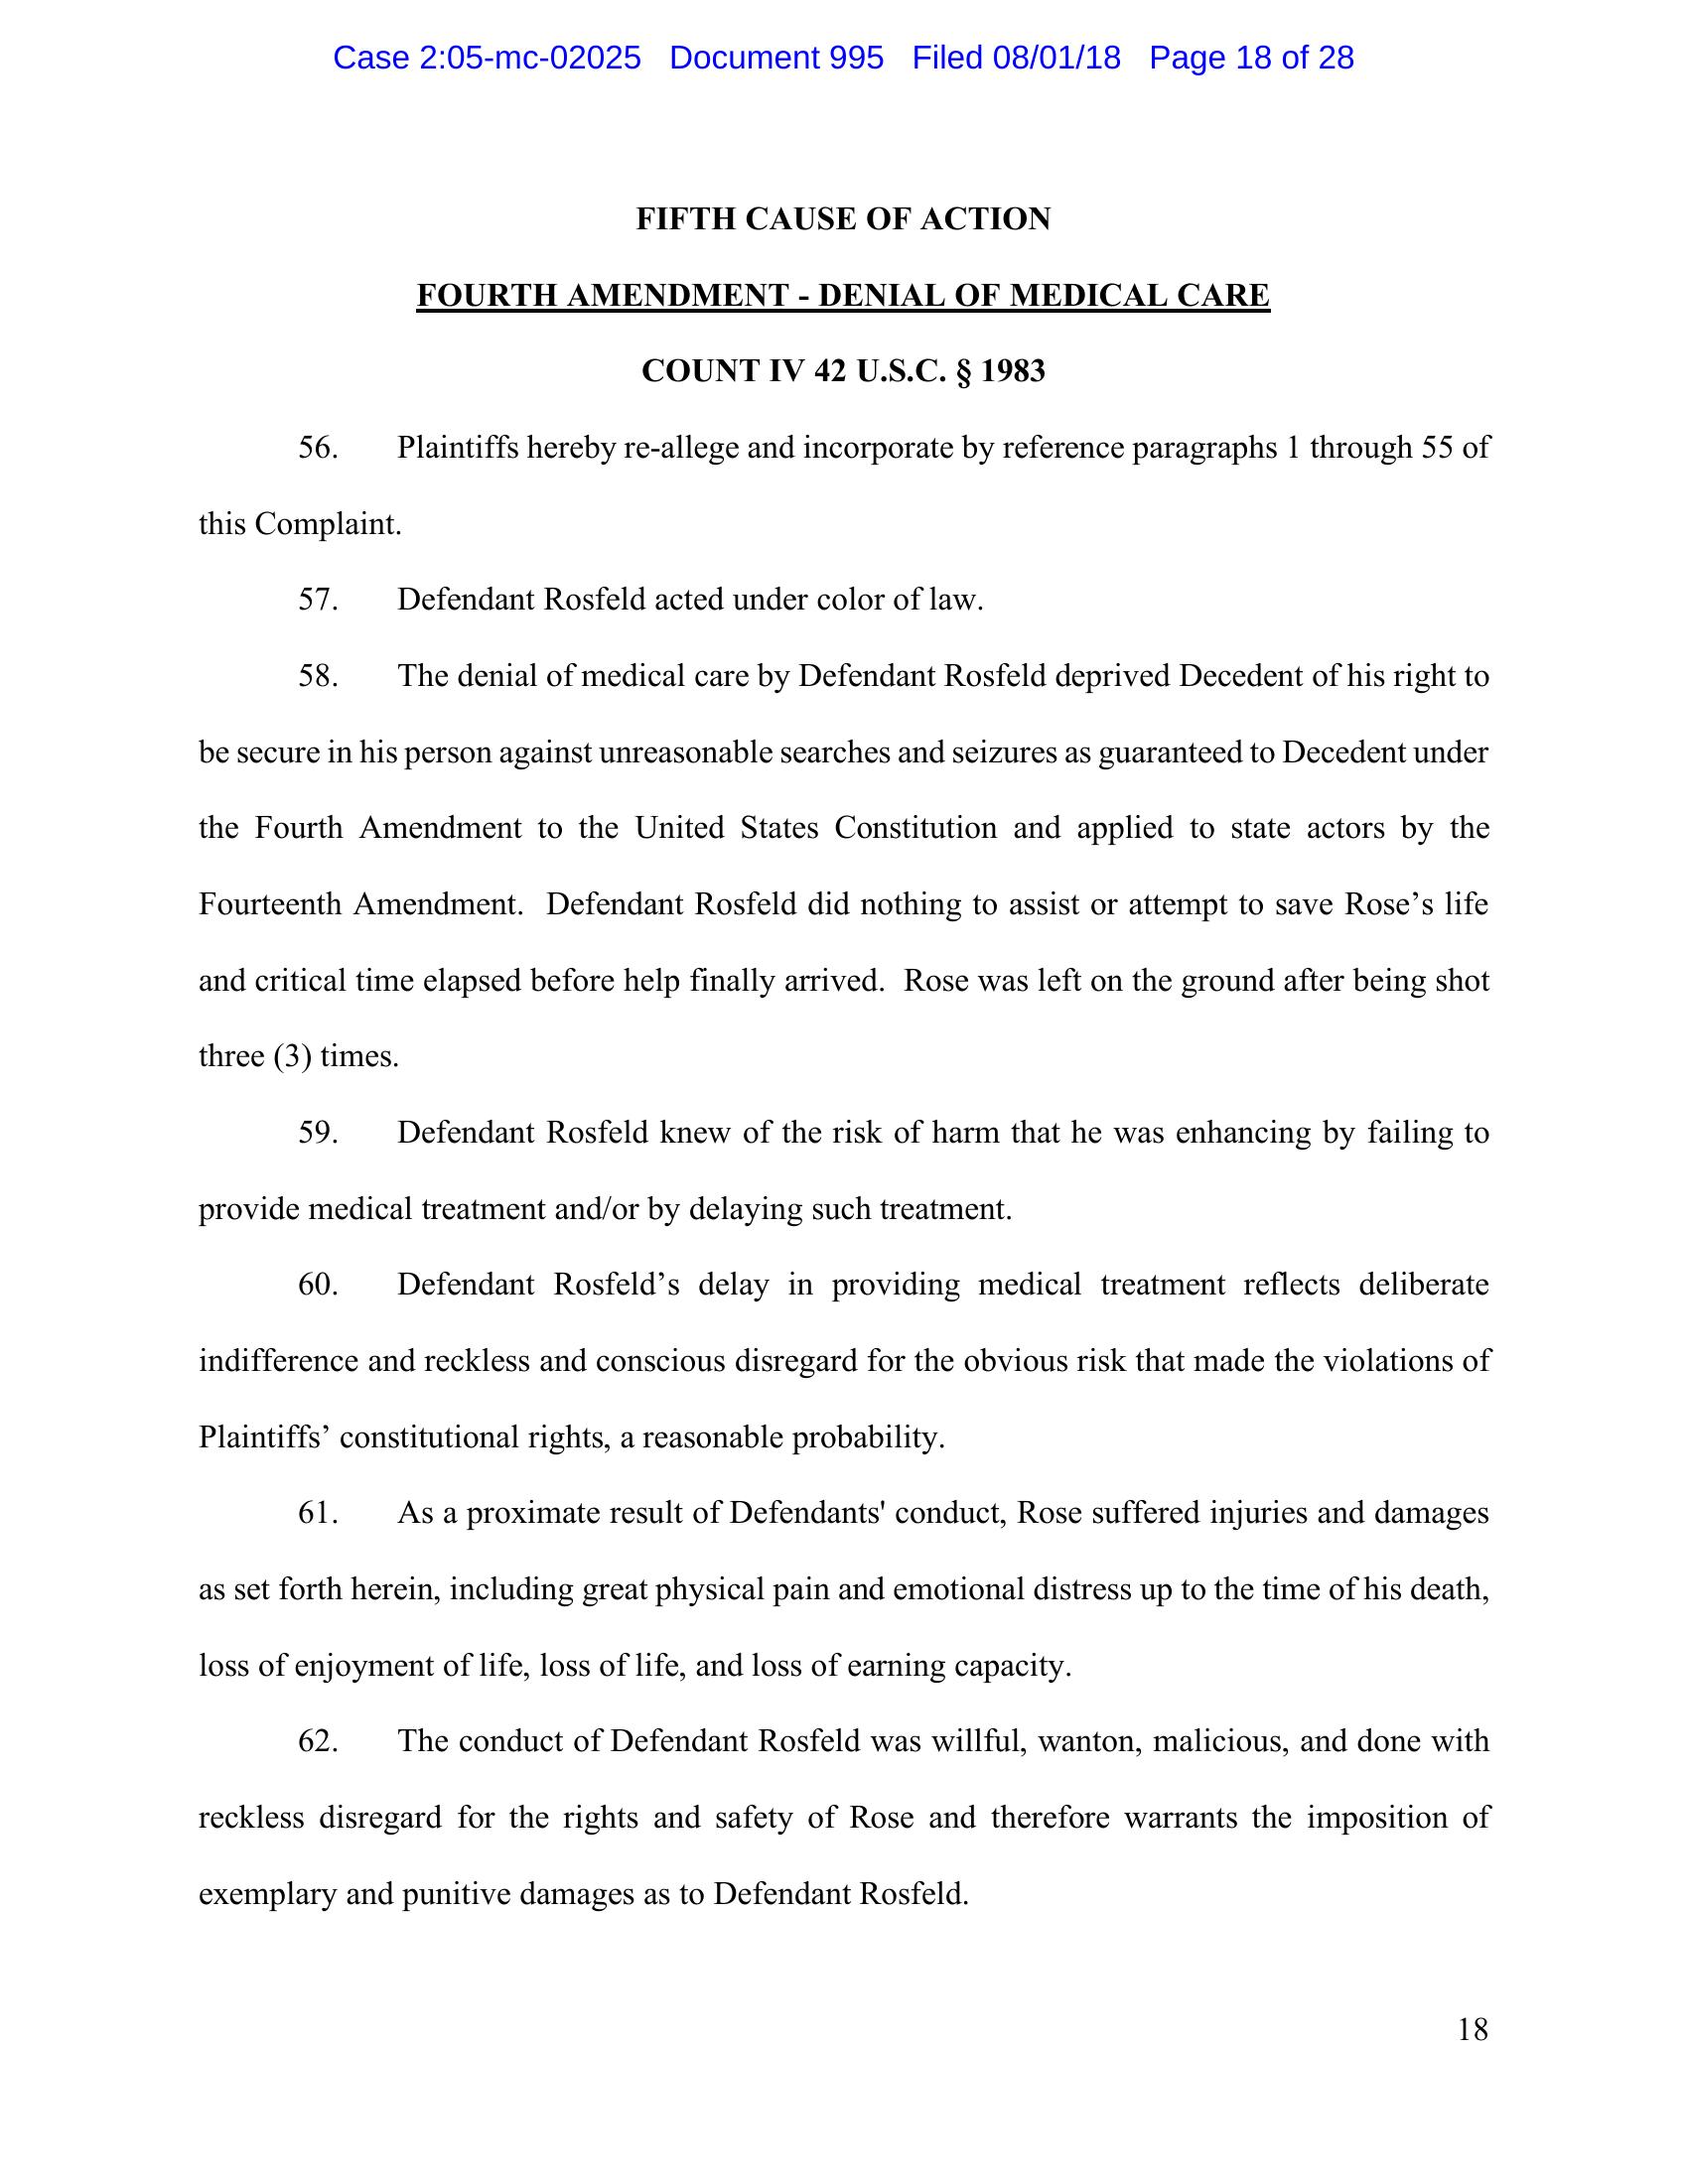 Case 2:05-mc-02025 Document 995 Filed 08/01/18 Page 18 of 28
FIFTH CAUSE OF ACTION
FOURTH AMENDMENT - DENIAL OF MEDICAL CARE
COUNT IV 42 U.S.C. § 1983
56. Plaintiffs hereby re-allege and incorporate by reference paragraphs 1 through 55 of
this Complaint.
57. Defendant Rosfeld acted under color of law.
58. The denial of medical care by Defendant Rosfeld deprived Decedent of his right to
be secure in his person against unreasonable searches and seizures as guaranteed to Decedent under
the Fourth Amendment to the United States Constitution and applied to state actors by the
Fourteenth Amendment. Defendant Rosfeld did nothing to assist or attempt to save Rose’s life
and critical time elapsed before help finally arrived. Rose was left on the ground after being shot
three (3) times.
59. Defendant Rosfeld knew of the risk of harm that he was enhancing by failing to
provide medical treatment and/or by delaying such treatment.
60. Defendant Rosfeld’s delay in providing medical treatment reflects deliberate
indifference and reckless and conscious disregard for the obvious risk that made the violations of
Plaintiffs’ constitutional rights, a reasonable probability.
61. As a proximate result of Defendants' conduct, Rose suffered injuries and damages
as set forth herein, including great physical pain and emotional distress up to the time of his death,
loss of enjoyment of life, loss of life, and loss of earning capacity.
62. The conduct of Defendant Rosfeld was willful, wanton, malicious, and done with
reckless disregard for the rights and safety of Rose and therefore warrants the imposition of
exemplary and punitive damages as to Defendant Rosfeld.
18